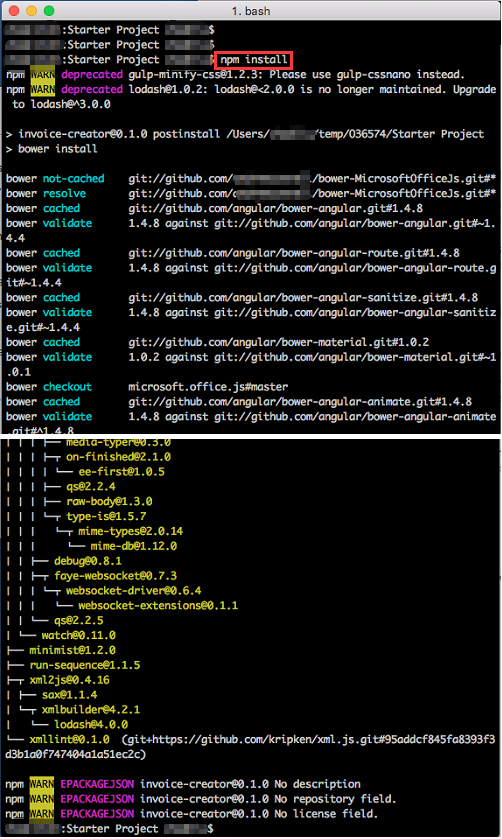 1. bash
:Starter Project $
:Starter Project $
:Starter Project $ npm install
npm WARN deprecated gulp-minify-css@1.2.3: Please use gulp-cssnano instead.
npm WARN deprecated lodash@1.0.2: lodash@<2.0.0 is no longer maintained. Upgrade
to lodash@^3.0.0
> invoice-creator@0.1.0 postinstall /Users/ /temp/O36574/Starter Project
> bower install
bower not-cached git://github.com/ /bower-MicrosoftOfficeJs.git#*
bower resolve git://github.com/ /bower-MicrosoftOfficeJs.git#*
bower cached git://github.com/angular/bower-angular.git#1.4.8
bower validate 1.4.8 against git://github.com/angular/bower-angular.git#~1.
4.4
bower cached git://github.com/angular/bower-angular-route.git#1.4.8
bower validate 1.4.8 against git://github.com/angular/bower-angular-route.g
it#~1.4.4
bower cached git://github.com/angular/bower-angular-sanitize.git#1.4.8
bower validate 1.4.8 against git://github.com/angular/bower-angular-sanitiz
e.git#~1.4.4
bower cached git://github.com/angular/bower-material.git#1.0.2
bower validate 1.0.2 against git://github.com/angular/bower-material.git#~1
.0.1
bower checkout microsoft.office.js#master
bower cached git://github.com/angular/bower-angular-animate.git#1.4.8
bower validate 1.4.8 against git://github.com/angular/bower-angular-animate
.git#^1.4.8
│ │ │ ├── media-typer@0.3.0
│ │ │ ├─┬ on-finished@2.1.0
│ │ │ │ └── ee-first@1.0.5
│ │ │ ├── qs@2.2.4
│ │ │ ├── raw-body@1.3.0
│ │ │ └─┬ type-is@1.5.7
│ │ │   └─┬ mime-types@2.0.14
│ │ │     └── mime-db@1.12.0
│ │ ├── debug@0.8.1
│ │ ├─┬ faye-websocket@0.7.3
│ │ │ └─┬ websocket-driver@0.6.4
│ │ │   └── websocket-extensions@0.1.1
│ │ └── qs@2.2.5
│ └── watch@0.11.0
├── minimist@1.2.0
├── run-sequence@1.1.5
├─┬ xml2js@0.4.16
│ ├── sax@1.1.4
│ └─┬ xmlbuilder@4.2.1
│   └── lodash@4.0.0
└── xmllint@0.1.0 (git+https://github.com/kripken/xml.js.git#95addcf845fa8393f3
d3b1a0f747404a1a51ec2c)
npm WARN EPACKAGEJSON invoice-creator@0.1.0 No description
npm WARN EPACKAGEJSON invoice-creator@0.1.0 No repository field.
npm WARN EPACKAGEJSON invoice-creator@0.1.0 No license field.
:Starter Project $